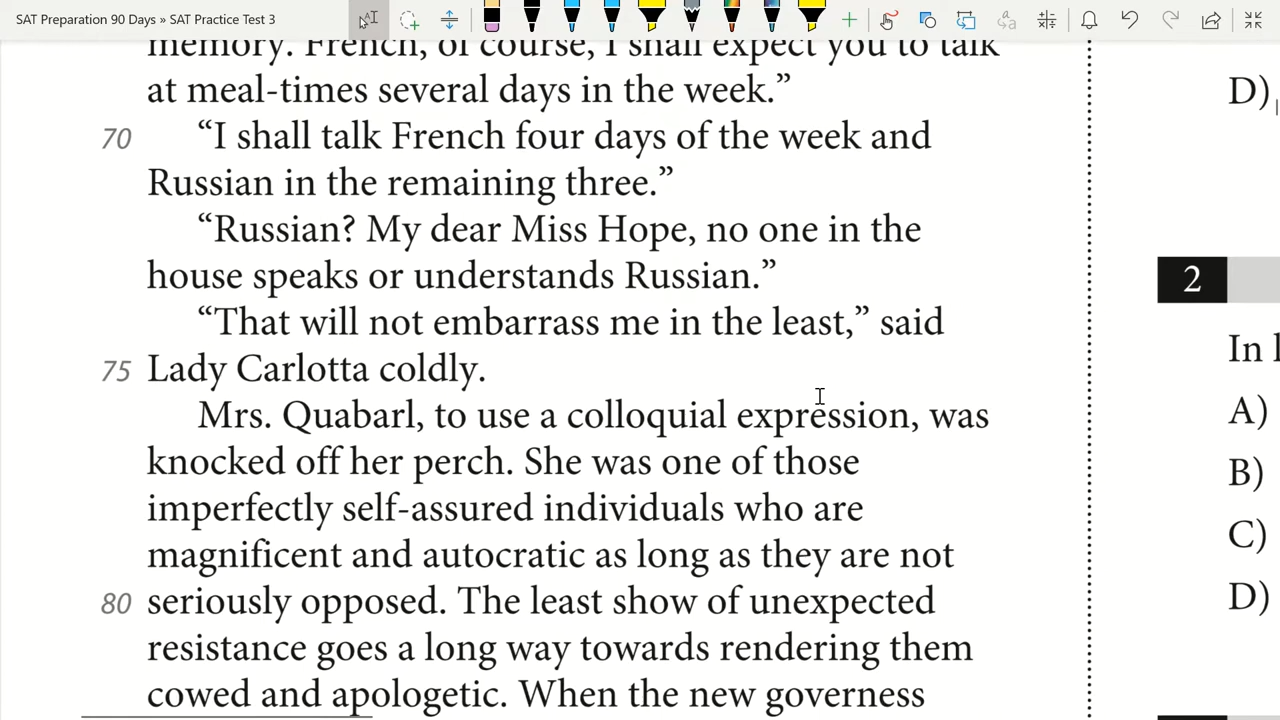 SAT Preparation 90 Days » SAT Practice Test 3
memory. French, of course, I shall expect you to talk
at meal-times several days in the week.”
70 “I shall talk French four days of the week and
Russian in the remaining three.”
“Russian? My dear Miss Hope, no one in the
house speaks or understands Russian.”
“That will not embarrass me in the least,” said
75 Lady Carlotta coldly.
Mrs. Quabarl, to use a colloquial expression, was
knocked off her perch. She was one of those
imperfectly self-assured individuals who are
magnificent and autocratic as long as they are not
80 seriously opposed. The least show of unexpected
resistance goes a long way towards rendering them
cowed and apologetic. When the new governess
D)
2
In
A)
B)
C)
D)